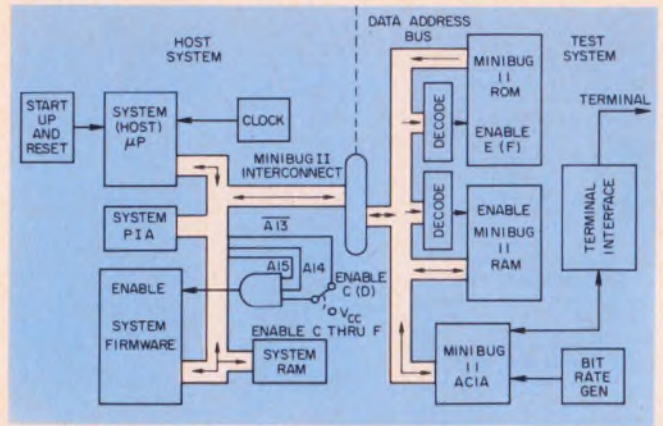 HOST
SYSTEM
DATA ADDRESS
BUS
TEST
SYSTEM
START
UP
AND
RESET
SYSTEM
(HOST)
μP
CLOCK
MINIBUG II
INTERCONNECT
DECODE
MINIBUG
II
ROM
ENABLE
E (F)
TERMINAL
SYSTEM
PIA
A13
A15
A14
ENABLE
C (D)
VCC
ENABLE C THRU F
ENABLE
SYSTEM
FIRMWARE
SYSTEM
RAM
DECODE
ENABLE
MINIBUG
II
RAM
TERMINAL
INTERFACE
MINIBUG
II
ACIA
BIT
RATE
GEN